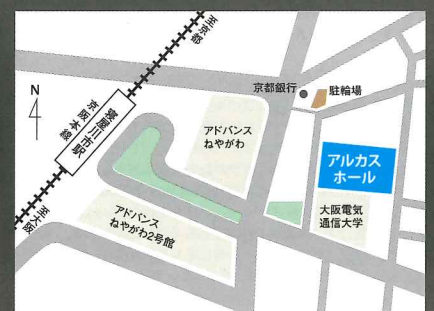 至京都
京都銀行
駐輪場
N
寝屋川市駅
京阪本線
アドバンス
ねやがわ
アルカス
ホール
アドバンス
ねやがわ2号館
大阪電気
通信大学
至大阪